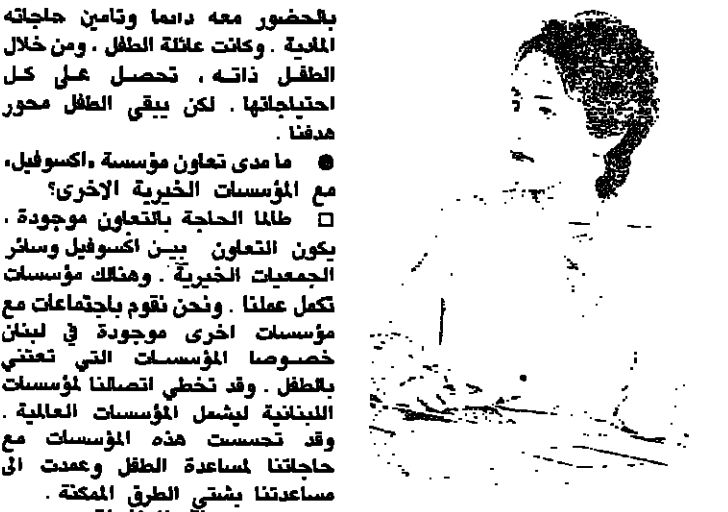 بالحضور معه دائما وتامين حاجاته
المادية . وكانت عائلة الطفل ، ومن خلال
الطفل ذاته ، تحصل على كل
احتياجاتها . لكن يبقي الطفل محور
هدفنا .
● ما مدى تعاون مؤسسة «اكسوفيل»
مع المؤسسات الخيرية الاخرى؟
□ طالما الحاجة بالتعاون موجودة ،
يكون التعاون بين اكسوفيل وسائر
الجمعيات الخيرية . وهنالك مؤسسات
تكمل عملنا . ونحن نقوم باجتماعات مع
مؤسسات اخرى موجودة في لبنان
خصوصا المؤسسات التي تعتني
بالطفل . وقد تخطي اتصالنا لمؤسسات
اللبنانية ليشمل المؤسسات العالمية .
وقد تحسست هذه المؤسسات مع
حاجاتنا لمساعدة الطفل وعمدت الى
مساعدتنا بشتي الطرق الممكنة .